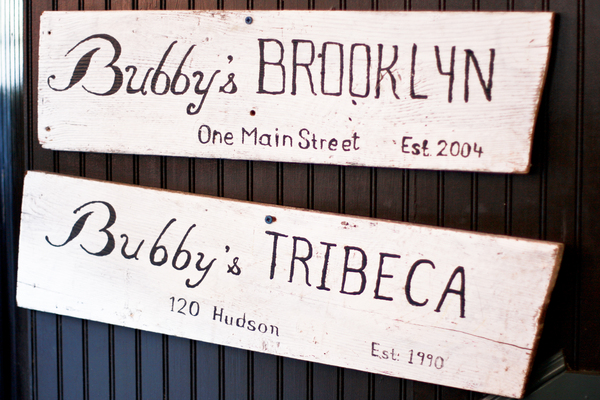 Bubby's BROOKLYN
One Main Street Est. 2004
Bubby's TRIBECA
120 Hudson
Est: 1990